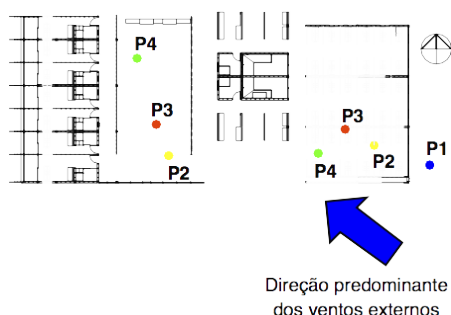 P4
P3
P2
P3
P2
P4
P1
Direção predominante
dos ventos externos